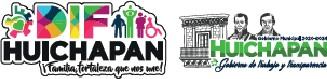 DIF
HUICHAPAN
Familia, fortaleza que nos une!
Gobierno Municipal 2020-2024
HUICHAPAN
Gobierno de Trabajo y Transparencia